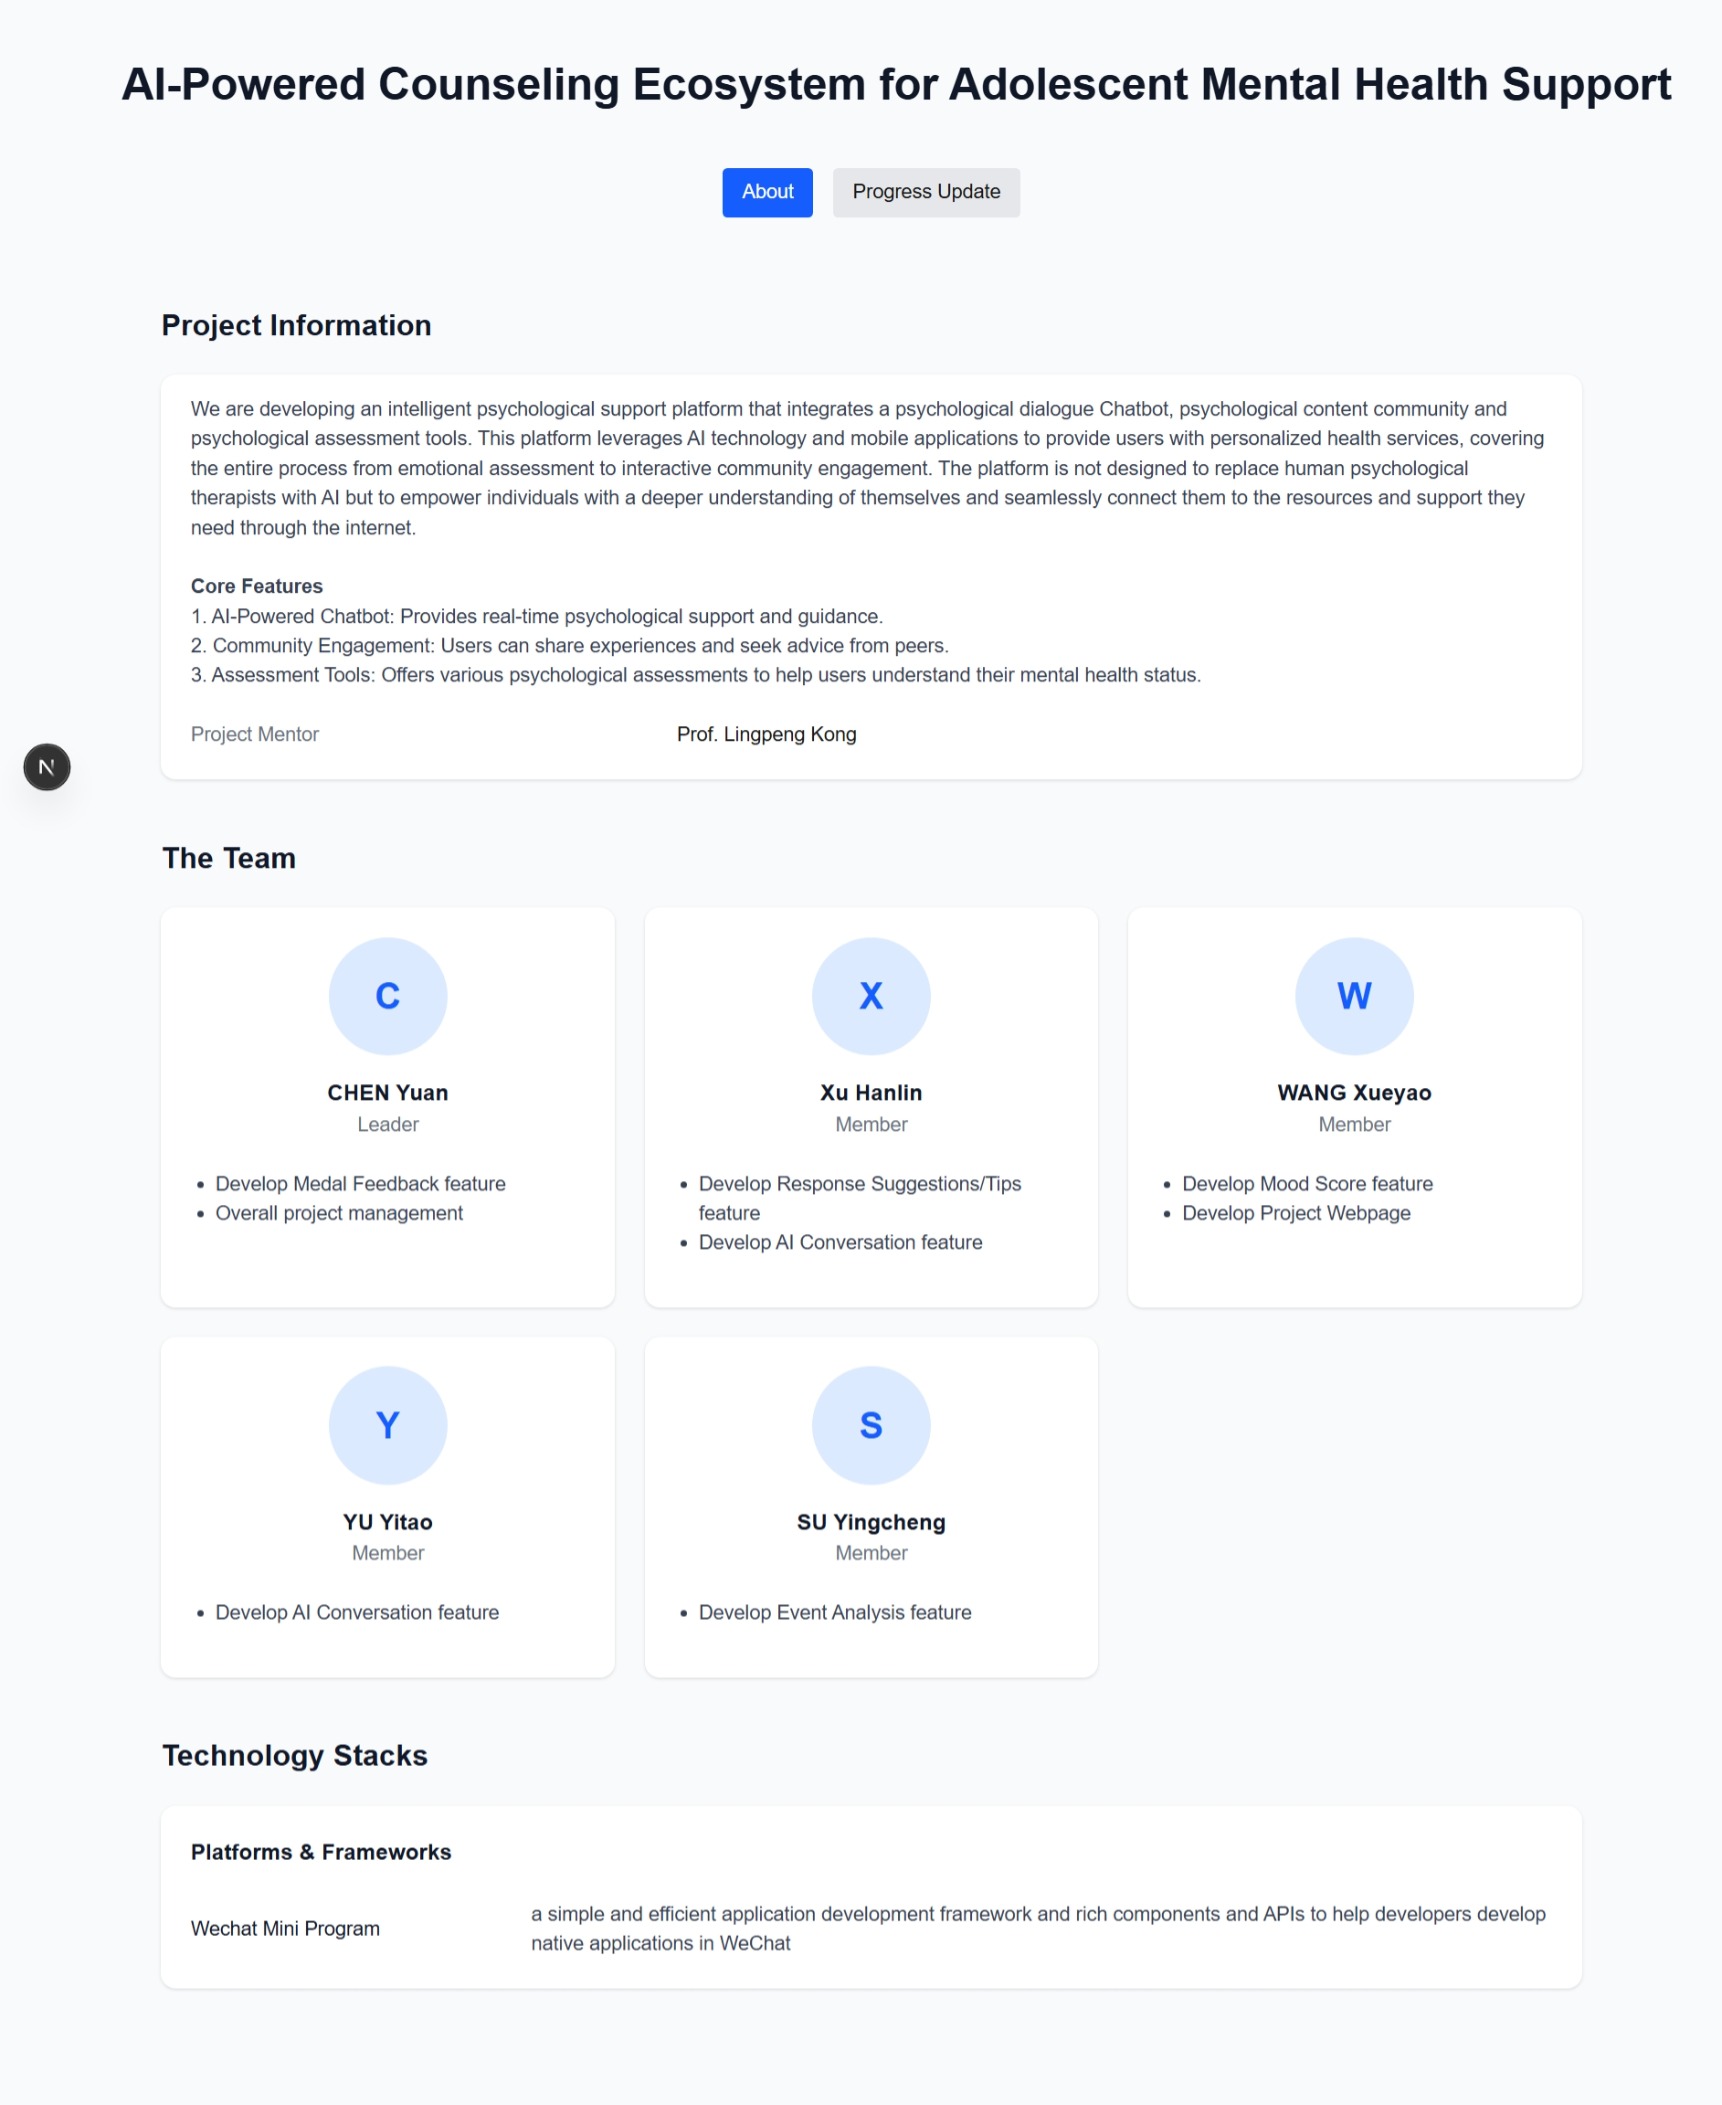 AI-Powered Counseling Ecosystem for Adolescent Mental Health Support
About
Progress Update
Project Information
We are developing an intelligent psychological support platform that integrates a psychological dialogue Chatbot, psychological content community and
psychological assessment tools. This platform leverages AI technology and mobile applications to provide users with personalized health services, covering
the entire process from emotional assessment to interactive community engagement. The platform is not designed to replace human psychological
therapists with AI but to empower individuals with a deeper understanding of themselves and seamlessly connect them to the resources and support they
need through the internet.
Core Features
1. AI-Powered Chatbot: Provides real-time psychological support and guidance.
2. Community Engagement: Users can share experiences and seek advice from peers.
3. Assessment Tools: Offers various psychological assessments to help users understand their mental health status.
Project Mentor
Prof. Lingpeng Kong
N
The Team
C
CHEN Yuan
Leader
• Develop Medal Feedback feature
• Overall project management
X
Xu Hanlin
Member
• Develop Response Suggestions/Tips
feature
• Develop AI Conversation feature
W
WANG Xueyao
Member
• Develop Mood Score feature
• Develop Project Webpage
Y
YU Yitao
Member
• Develop AI Conversation feature
S
SU Yingcheng
Member
• Develop Event Analysis feature
Technology Stacks
Platforms & Frameworks
Wechat Mini Program
a simple and efficient application development framework and rich components and APIs to help developers develop
native applications in WeChat